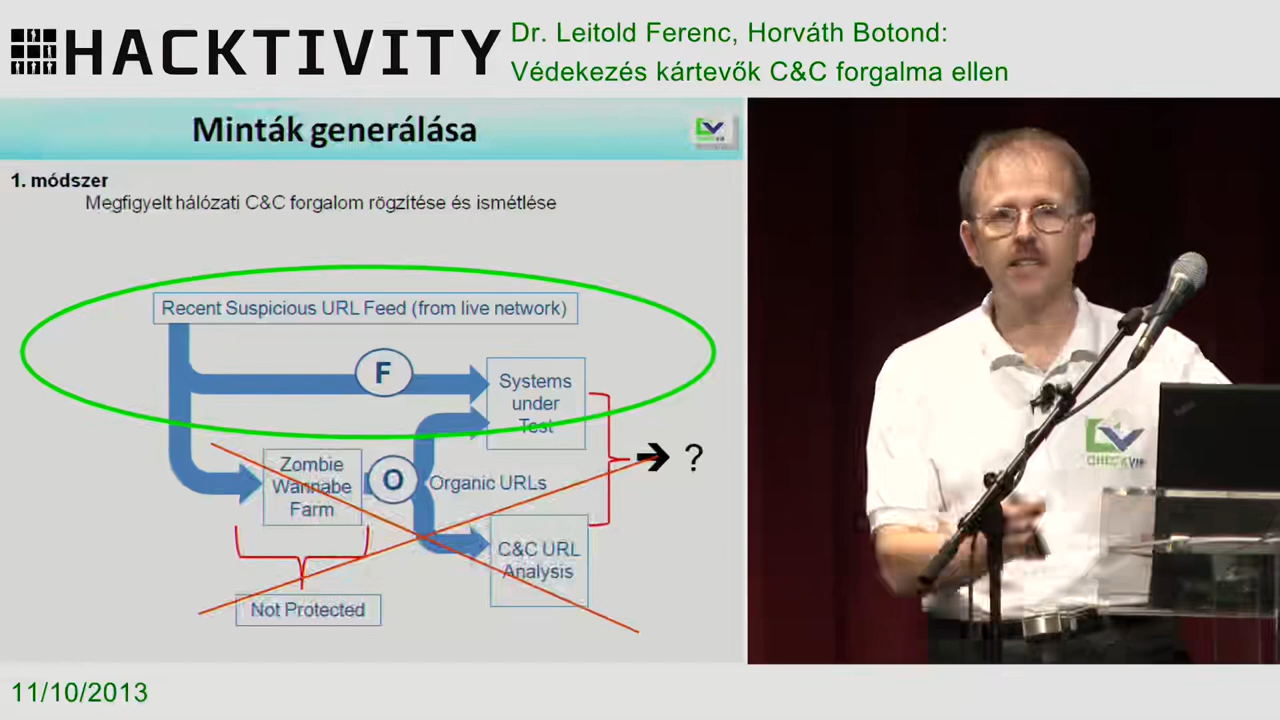 HACKTIVITY
Dr. Leitold Ferenc, Horváth Botond:
Védekezés kártevők C&C forgalma ellen
Minták generálása
1. módszer
Megfigyelt hálózati C&C forgalom rögzítése és ismétlése
Recent Suspicious URL Feed (from live network)
F
Systems
under
Test
Zombie
Wannabe
Farm
O
Organic URLs
?
C&C URL
Analysis
Not Protected
CHECKVIR
11/10/2013